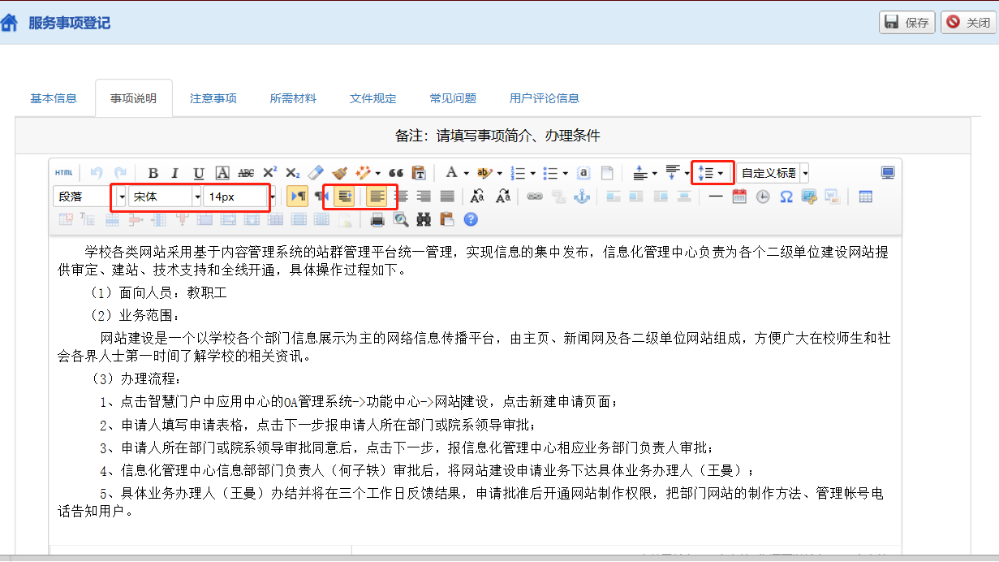 服务事项登记
保存
关闭
基本信息
事项说明
注意事项
所需材料
文件规定
常见问题
用户评论信息
备注：请填写事项简介、办理条件
HTML
B I U A ABC X² X₂
自定义标题
段落
宋体
14px
学校各类网站采用基于内容管理系统的站群管理平台统一管理，实现信息的集中发布，信息化管理中心负责为各个二级单位建设网站提
供审定、建站、技术支持和全线开通，具体操作过程如下。
（1）面向人员：教职工
（2）业务范围：
网站建设是一个以学校各个部门信息展示为主的网络信息传播平台，由主页、新闻网及各二级单位网站组成，方便广大在校师生和社
会各界人士第一时间了解学校的相关资讯。
（3）办理流程：
1、点击智慧门户中应用中心的OA管理系统->功能中心->网站建设，点击新建申请页面；
2、申请人填写申请表格，点击下一步报申请人所在部门或院系领导审批；
3、申请人所在部门或院系领导审批同意后，点击下一步，报信息化管理中心相应业务部门负责人审批；
4、信息化管理中心信息部部门负责人（何子轶）审批后，将网站建设申请业务下达具体业务办理人（王曼）；
5、具体业务办理人（王曼）办结并将在三个工作日反馈结果，申请批准后开通网站制作权限，把部门网站的制作方法、管理帐号电
话告知用户。